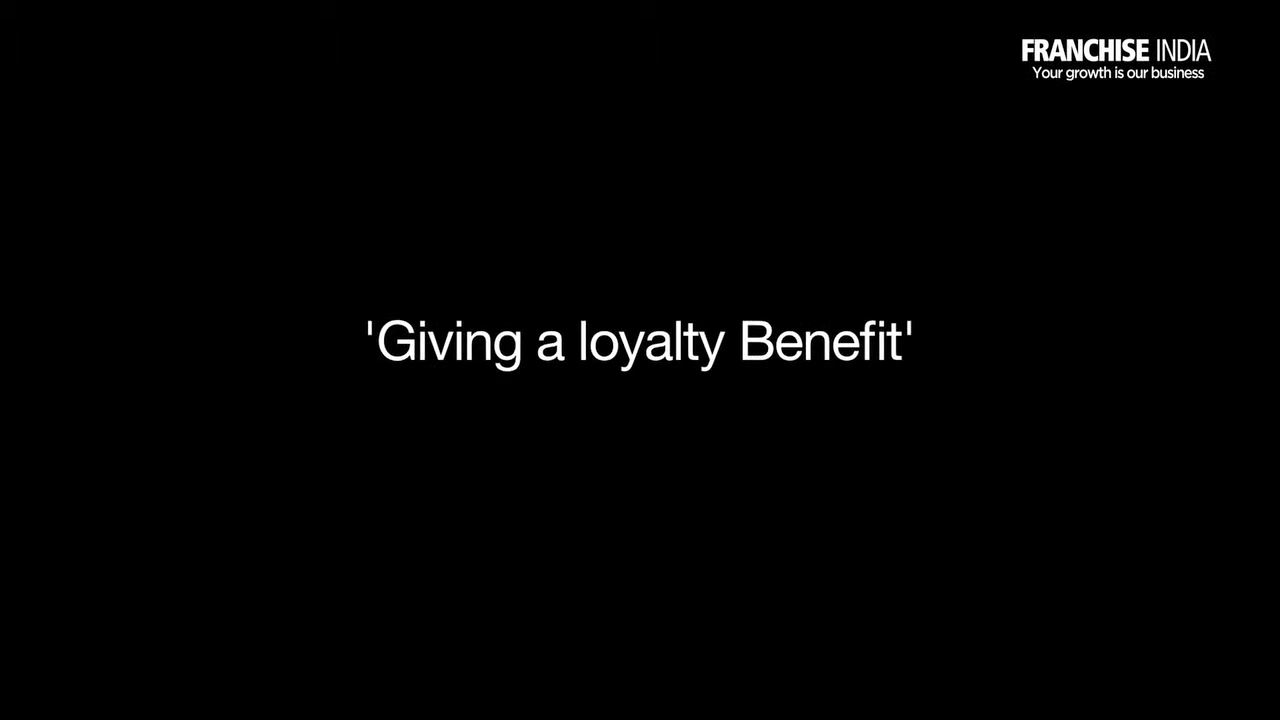 FRANCHISE INDIA
Your growth is our business
'Giving a loyalty Benefit'